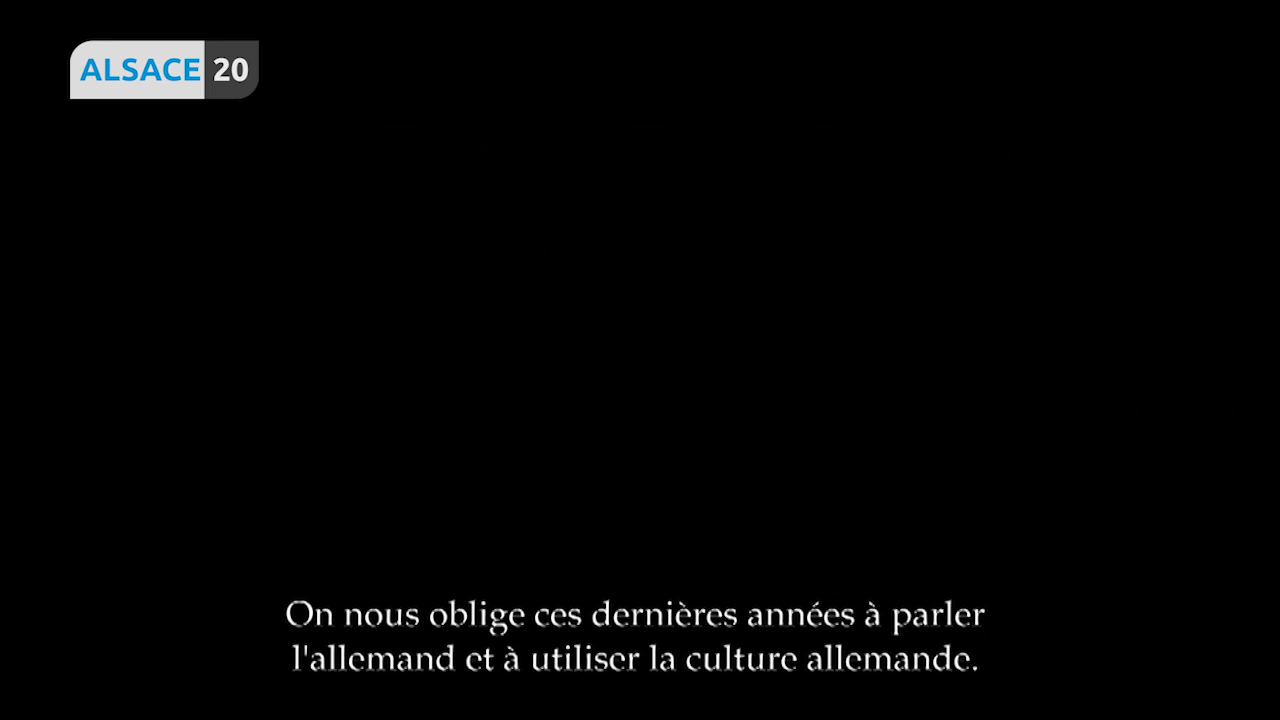 ALSACE 20
On nous oblige ces dernières années à parler
l'allemand et à utiliser la culture allemande.